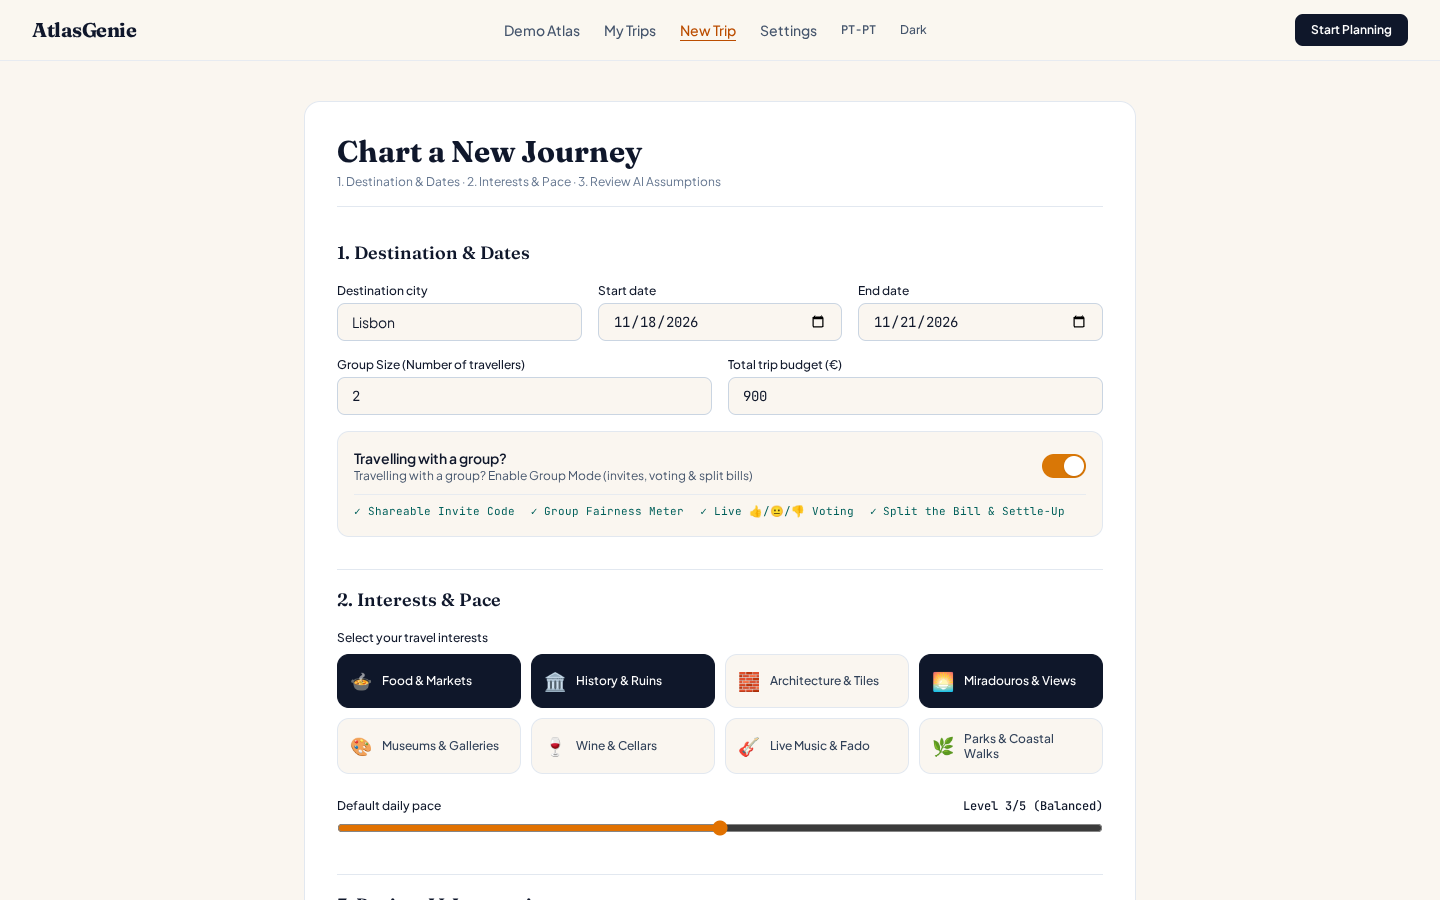 AtlasGenie
Demo Atlas
My Trips
New Trip
Settings
PT-PT
Dark
Start Planning
Chart a New Journey
1. Destination & Dates · 2. Interests & Pace · 3. Review AI Assumptions
1. Destination & Dates
Destination city
Start date
End date
Lisbon
11/18/2026
11/21/2026
Group Size (Number of travellers)
Total trip budget (€)
2
900
Travelling with a group?
Travelling with a group? Enable Group Mode (invites, voting & split bills)
✓ Shareable Invite Code ✓ Group Fairness Meter ✓ Live 👍/😐/👎 Voting ✓ Split the Bill & Settle-Up
2. Interests & Pace
Select your travel interests
Food & Markets
History & Ruins
Architecture & Tiles
Miradouros & Views
Museums & Galleries
Wine & Cellars
Live Music & Fado
Parks & Coastal
Walks
Default daily pace
Level 3/5 (Balanced)